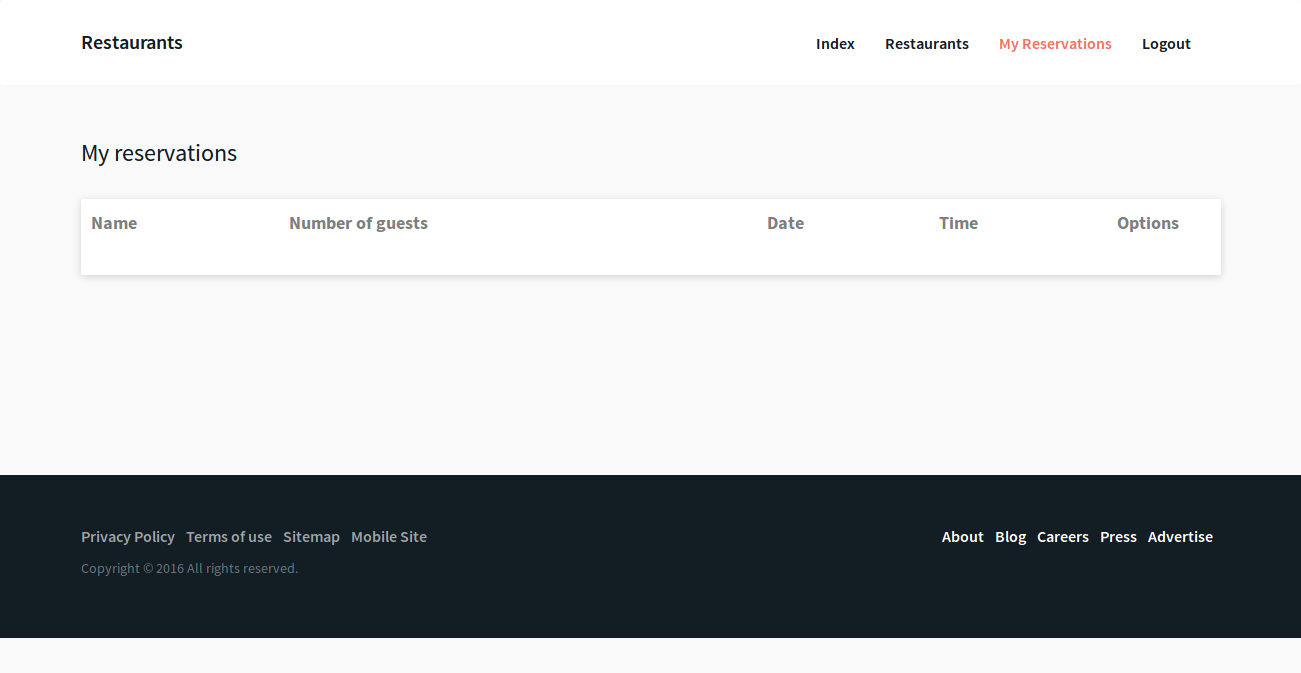 Restaurants Index Restaurants My Reservations Logout
My reservations
Name Number of guests Date Time Options
Privacy Policy Terms of use Sitemap Mobile Site About Blog Careers Press Advertise
Copyright © 2016 All rights reserved.